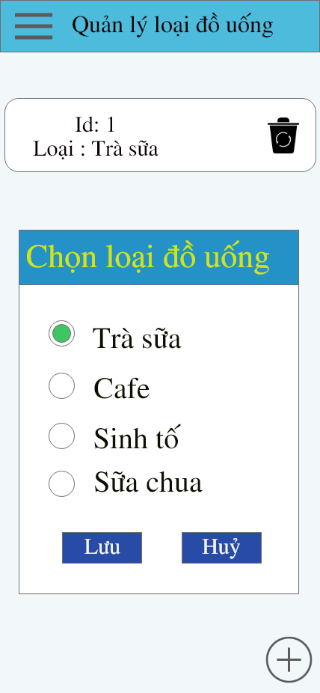 Quản lý loại đồ uống
Id: 1
Loại : Trà sữa
Chọn loại đồ uống
Trà sữa
Cafe
Sinh tố
Sữa chua
Lưu
Huỷ